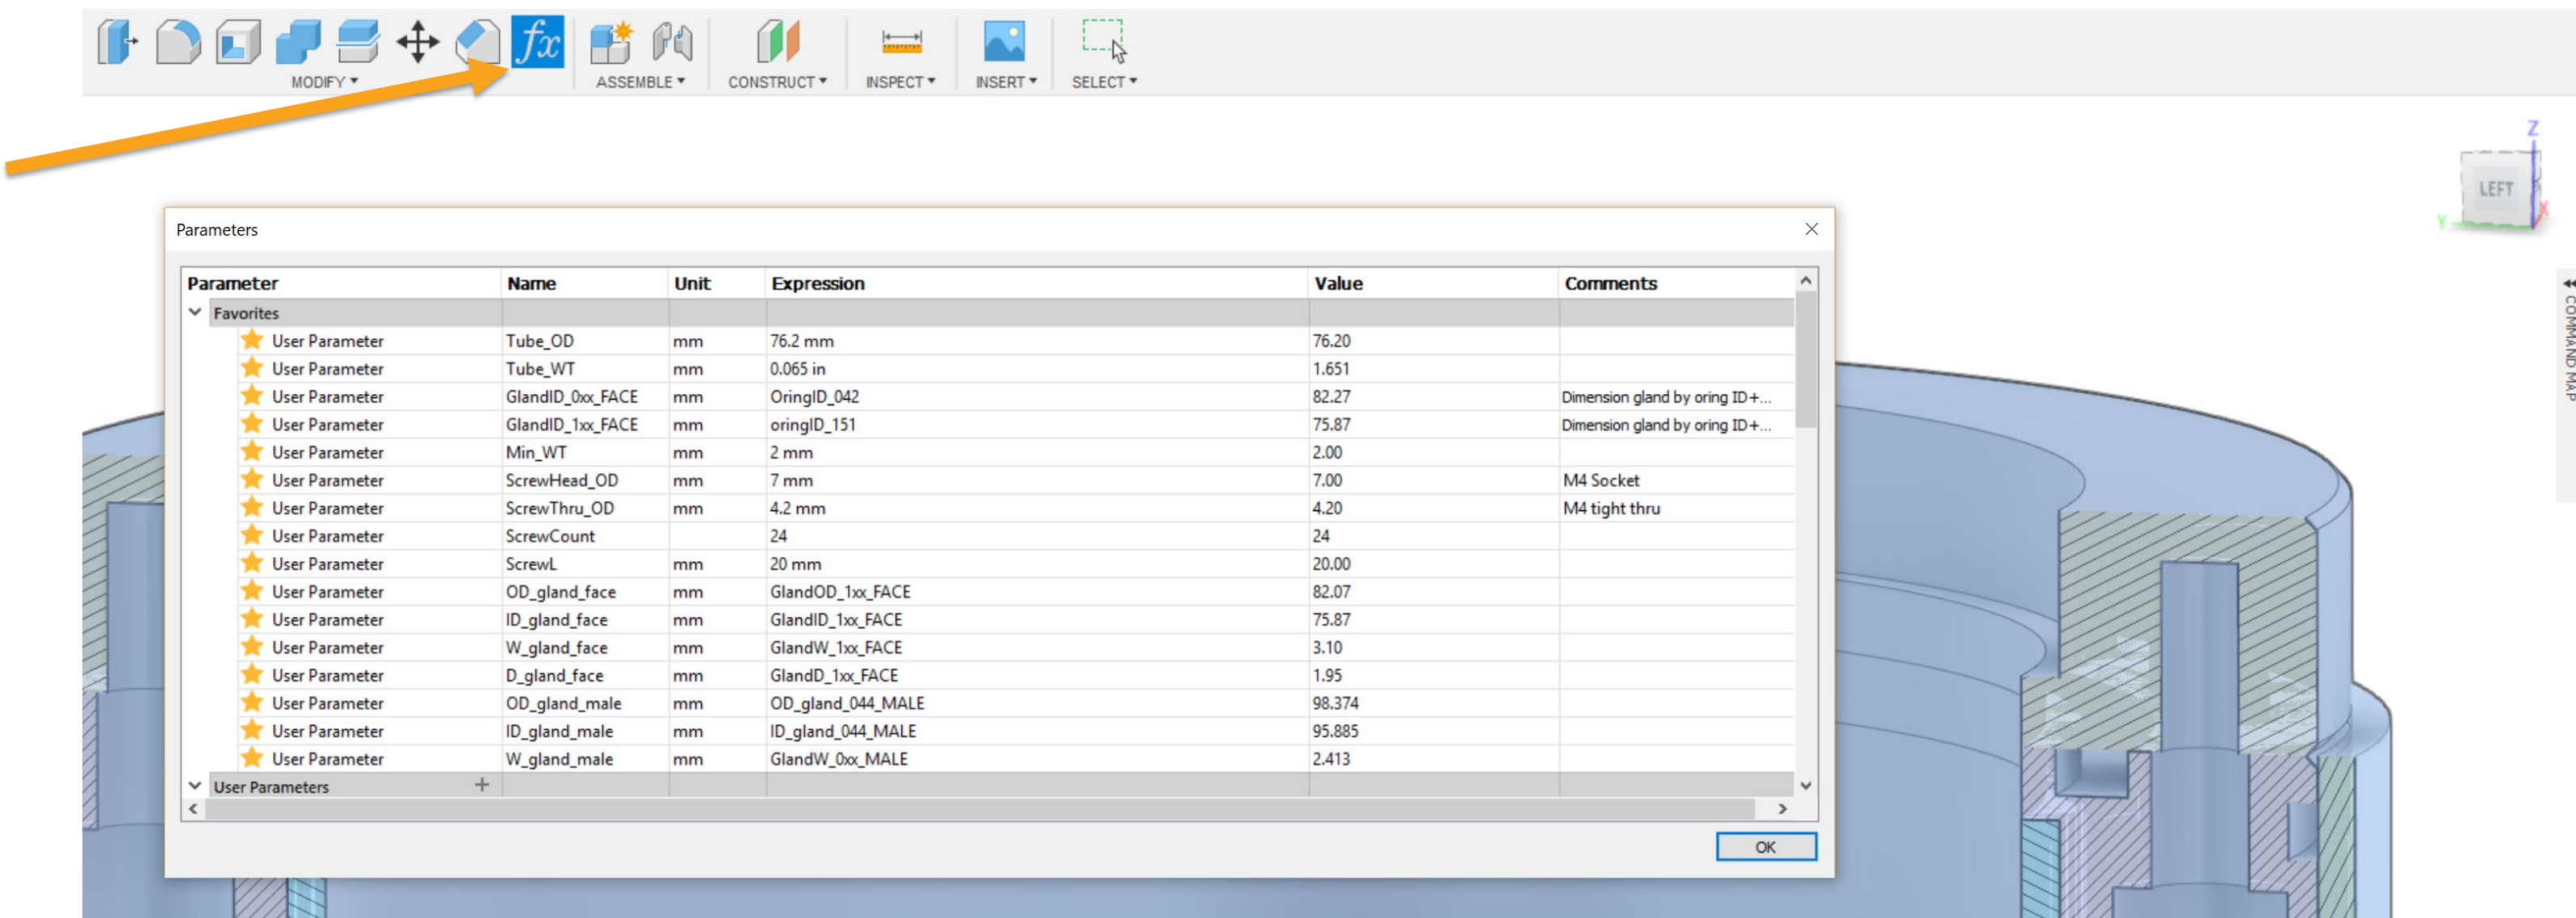 fx
MODIFY ▾ ASSEMBLE ▾ CONSTRUCT ▾ INSPECT ▾ INSERT ▾ SELECT ▾
Z
LEFT
Y X
COMMAND MAP
Parameters
Parameter Name Unit Expression Value Comments
Favorites
User Parameter Tube_OD mm 76.2 mm 76.20
User Parameter Tube_WT mm 0.065 in 1.651
User Parameter GlandID_0xx_FACE mm OringID_042 82.27 Dimension gland by oring ID+...
User Parameter GlandID_1xx_FACE mm oringID_151 75.87 Dimension gland by oring ID+...
User Parameter Min_WT mm 2 mm 2.00
User Parameter ScrewHead_OD mm 7 mm 7.00 M4 Socket
User Parameter ScrewThru_OD mm 4.2 mm 4.20 M4 tight thru
User Parameter ScrewCount 24 24
User Parameter ScrewL mm 20 mm 20.00
User Parameter OD_gland_face mm GlandOD_1xx_FACE 82.07
User Parameter ID_gland_face mm GlandID_1xx_FACE 75.87
User Parameter W_gland_face mm GlandW_1xx_FACE 3.10
User Parameter D_gland_face mm GlandD_1xx_FACE 1.95
User Parameter OD_gland_male mm OD_gland_044_MALE 98.374
User Parameter ID_gland_male mm ID_gland_044_MALE 95.885
User Parameter W_gland_male mm GlandW_0xx_MALE 2.413
User Parameters +
OK